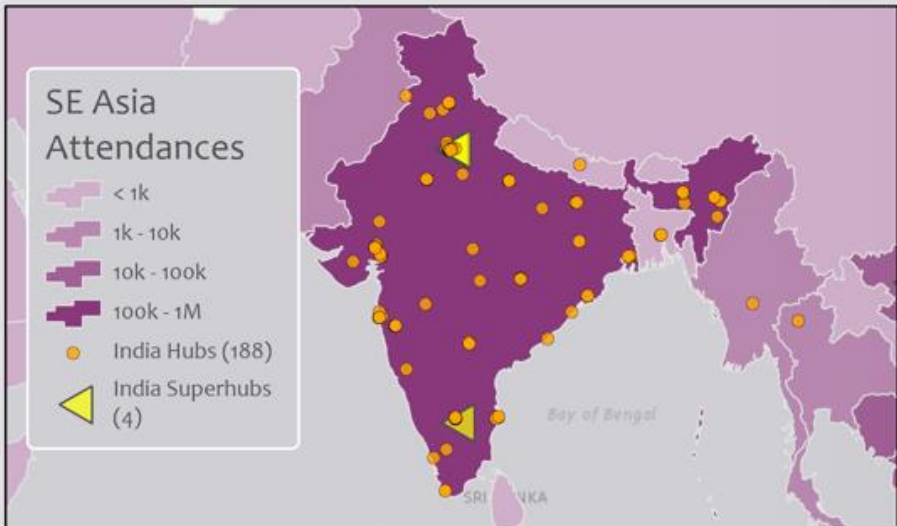 SE Asia
Attendances
< 1k
1k - 10k
10k - 100k
100k - 1M
India Hubs (188)
India Superhubs
(4)
Bay of Bengal
SRI NKA